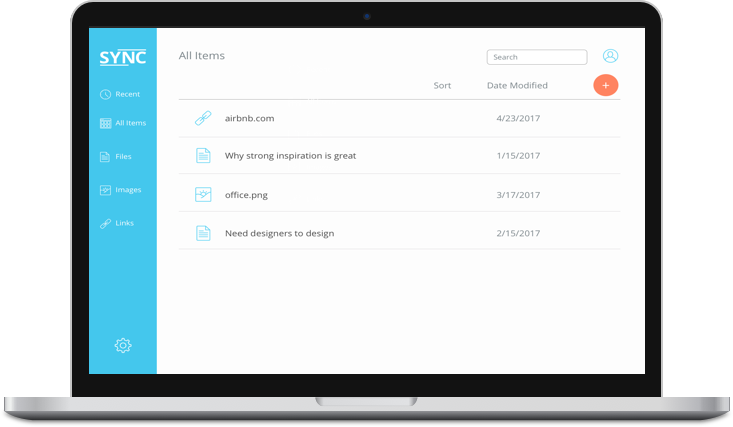 SYNC
Recent
All Items
Files
Images
Links
All Items
Search
Sort Date Modified +
airbnb.com 4/23/2017
Why strong inspiration is great 1/15/2017
office.png 3/17/2017
Need designers to design 2/15/2017